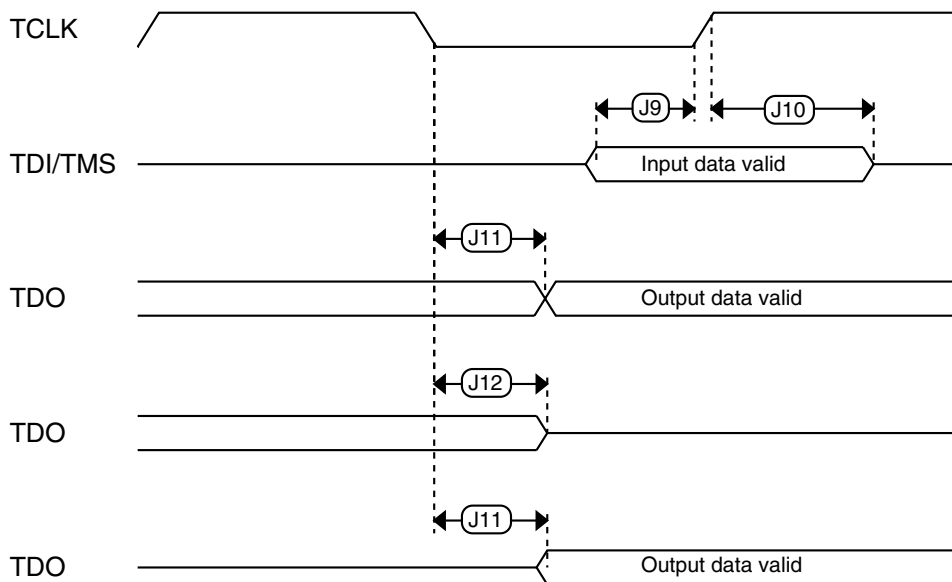 TCLK
J9
J10
TDI/TMS
Input data valid
J11
TDO
Output data valid
J12
TDO
J11
TDO
Output data valid